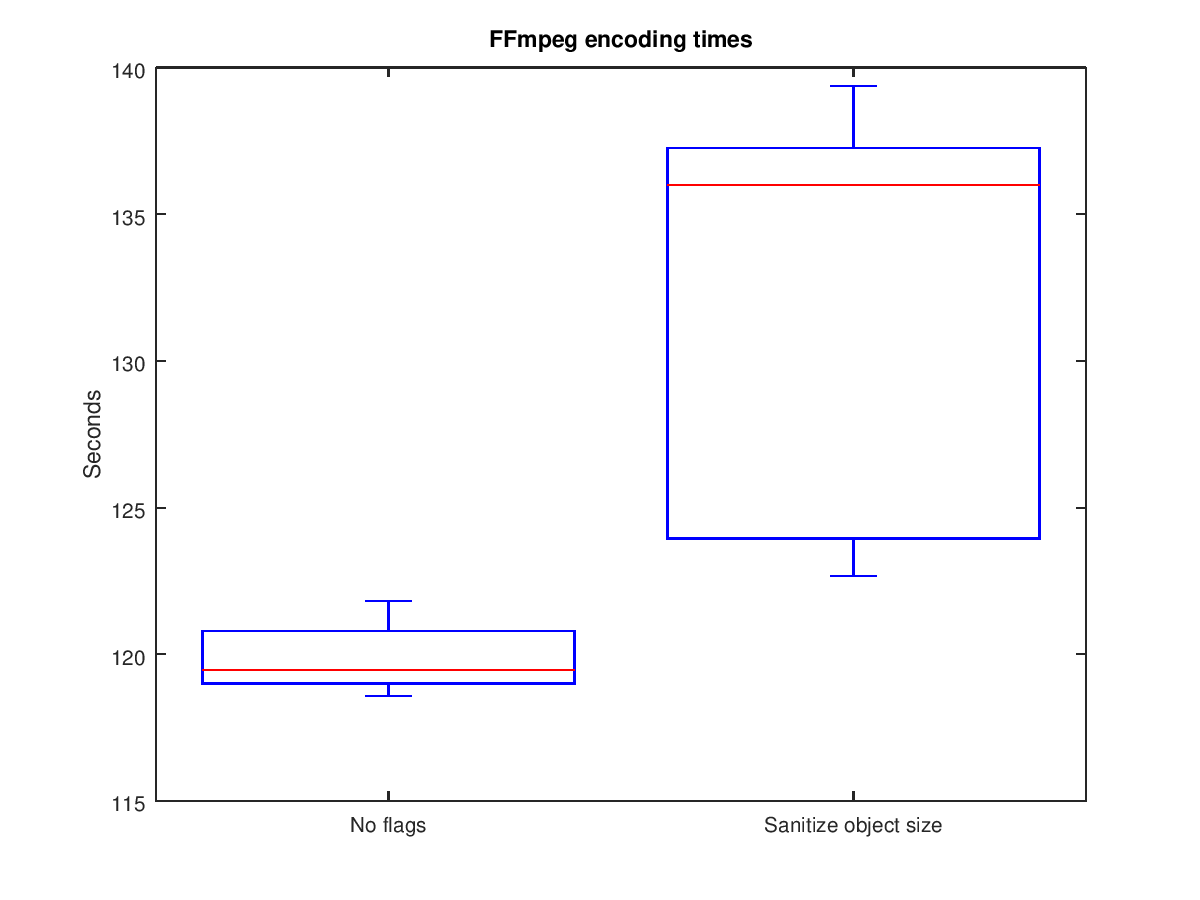 FFmpeg encoding times
140
135
130
125
120
115
Seconds
No flags
Sanitize object size